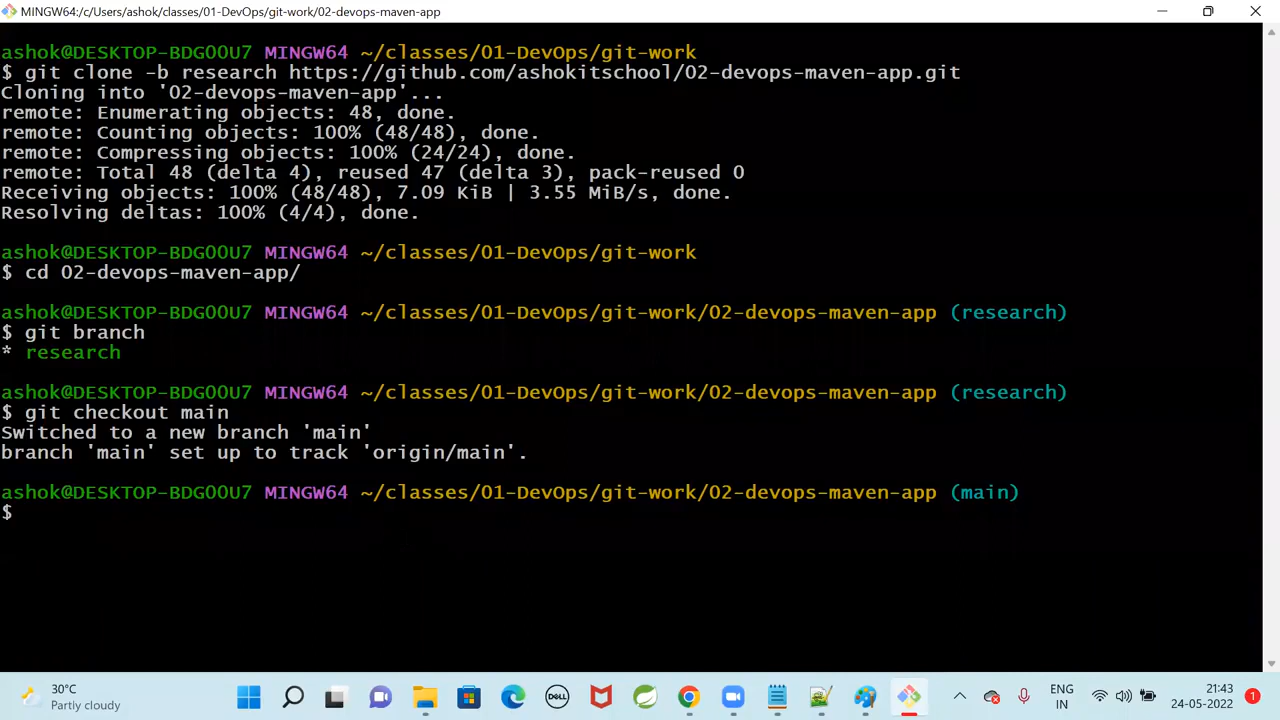 MINGW64:/c/Users/ashok/classes/01-DevOps/git-work/02-devops-maven-app
ashok@DESKTOP-BDG00U7 MINGW64 ~/classes/01-DevOps/git-work
$ git clone -b research https://github.com/ashokitschool/02-devops-maven-app.git
Cloning into '02-devops-maven-app'...
remote: Enumerating objects: 48, done.
remote: Counting objects: 100% (48/48), done.
remote: Compressing objects: 100% (24/24), done.
remote: Total 48 (delta 4), reused 47 (delta 3), pack-reused 0
Receiving objects: 100% (48/48), 7.09 KiB | 3.55 MiB/s, done.
Resolving deltas: 100% (4/4), done.
ashok@DESKTOP-BDG00U7 MINGW64 ~/classes/01-DevOps/git-work
$ cd 02-devops-maven-app/
ashok@DESKTOP-BDG00U7 MINGW64 ~/classes/01-DevOps/git-work/02-devops-maven-app (research)
$ git branch
* research
ashok@DESKTOP-BDG00U7 MINGW64 ~/classes/01-DevOps/git-work/02-devops-maven-app (research)
$ git checkout main
Switched to a new branch 'main'
branch 'main' set up to track 'origin/main'.
ashok@DESKTOP-BDG00U7 MINGW64 ~/classes/01-DevOps/git-work/02-devops-maven-app (main)
$
30°C
Partly cloudy
DELL
ENG
IN
21:43
24-05-2022
1